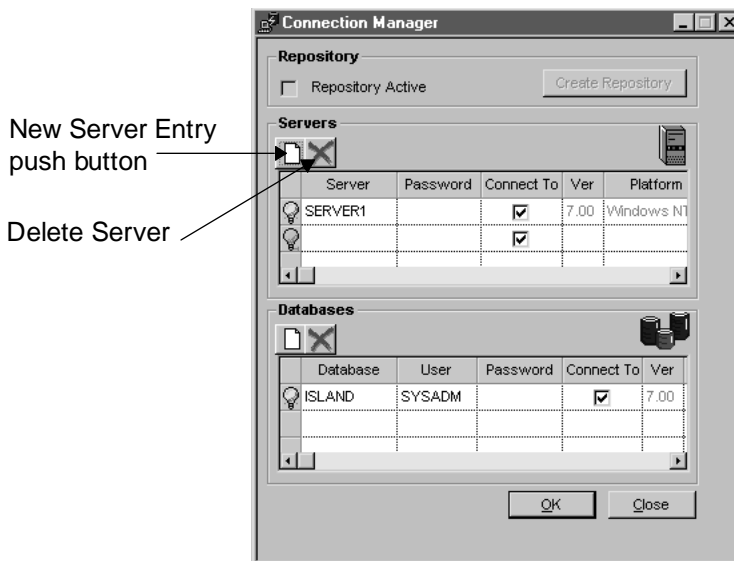 Connection Manager
Repository
Repository Active
Create Repository
New Server Entry
push button
Delete Server
Servers
Server Password Connect To Ver Platform
SERVER1 7.00 Windows NT
Databases
Database User Password Connect To Ver
ISLAND SYSADM 7.00
OK Close